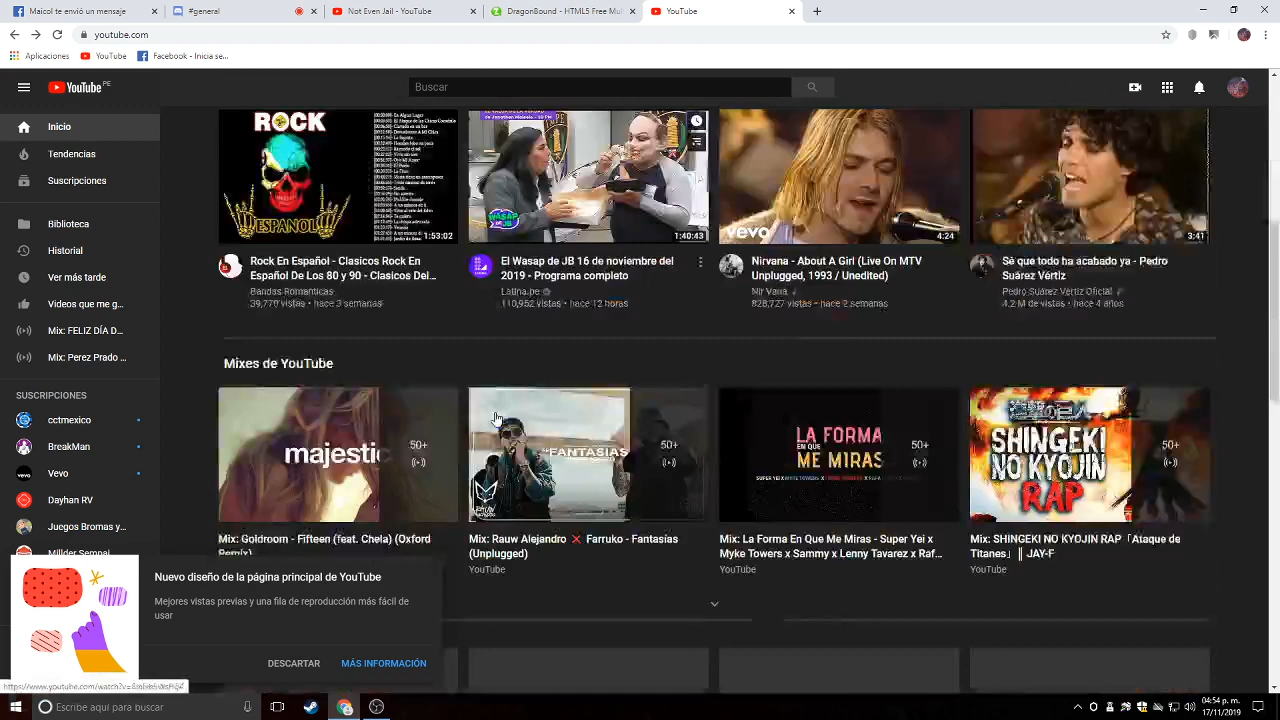 Maicol te envió un mensaje
#general
Not Even Jail - YouTube
DragonBound - HTML5 Free Mul
YouTube
youtube.com
Aplicaciones
YouTube
Facebook - Inicia se...
YouTube PE
Buscar
Inicio
Tendencias
Suscripciones
Biblioteca
Historial
Ver más tarde
Videos que me g...
Mix: FELIZ DÍA D...
Mix: Perez Prado ...
SUSCRIPCIONES
cctmexico
BreakMan
Vevo
Dayhan RV
Juegos Bromas y...
Millder Sempai
ROCK
ESPAÑOL
1:53:02
WASAP
JB
1:40:43
vevo
4:24
3:41
Rock En Español - Clasicos Rock En
Español De Los 80 y 90 - Clasicos Del...
Bandas Romanticas
39,770 vistas • hace 3 semanas
El Wasap de JB 16 de noviembre del
2019 - Programa completo
Latina.pe
110,952 vistas • hace 12 horas
Nirvana - About A Girl (Live On MTV
Unplugged, 1993 / Unedited)
Nirvana
828,727 vistas • hace 2 semanas
Sé que todo ha acabado ya - Pedro
Suárez Vértiz
Pedro Suárez Vértiz Oficial
4.2 M de vistas • hace 4 años
Mixes de YouTube
majestic
50+
"FANTASIAS
50+
LA FORMA
EN QUE
ME MIRAS
50+
SHINGEKI
NO KYOJIN
RAP
50+
Mix: Goldroom - Fifteen (feat. Chela) (Oxford
Remix)
Mix: Rauw Alejandro ❌ Farruko - Fantasías
(Unplugged)
YouTube
Mix: La Forma En Que Me Miras - Super Yei x
Myke Towers x Sammy x Lenny Tavarez x Raf...
YouTube
Mix: SHINGEKI NO KYOJIN RAP「Ataque de
Titanes」║ JAY-F
YouTube
Nuevo diseño de la página principal de YouTube
Mejores vistas previas y una fila de reproducción más fácil de
usar
DESCARTAR
MÁS INFORMACIÓN
Escribe aquí para buscar
04:54 p. m.
17/11/2019